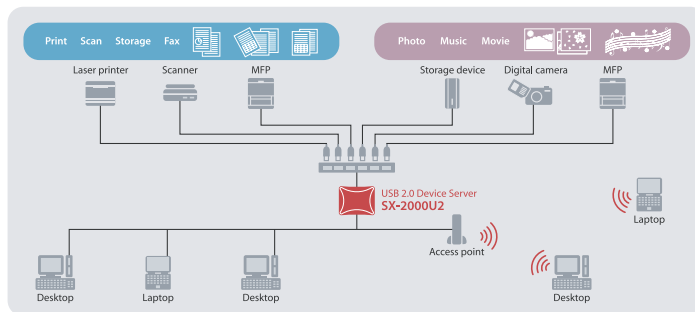 Print Scan Storage Fax
Photo Music Movie
Laser printer
Scanner
MFP
Storage device
Digital camera
MFP
USB 2.0 Device Server
SX-2000U2
Laptop
Access point
Desktop
Laptop
Desktop
Desktop